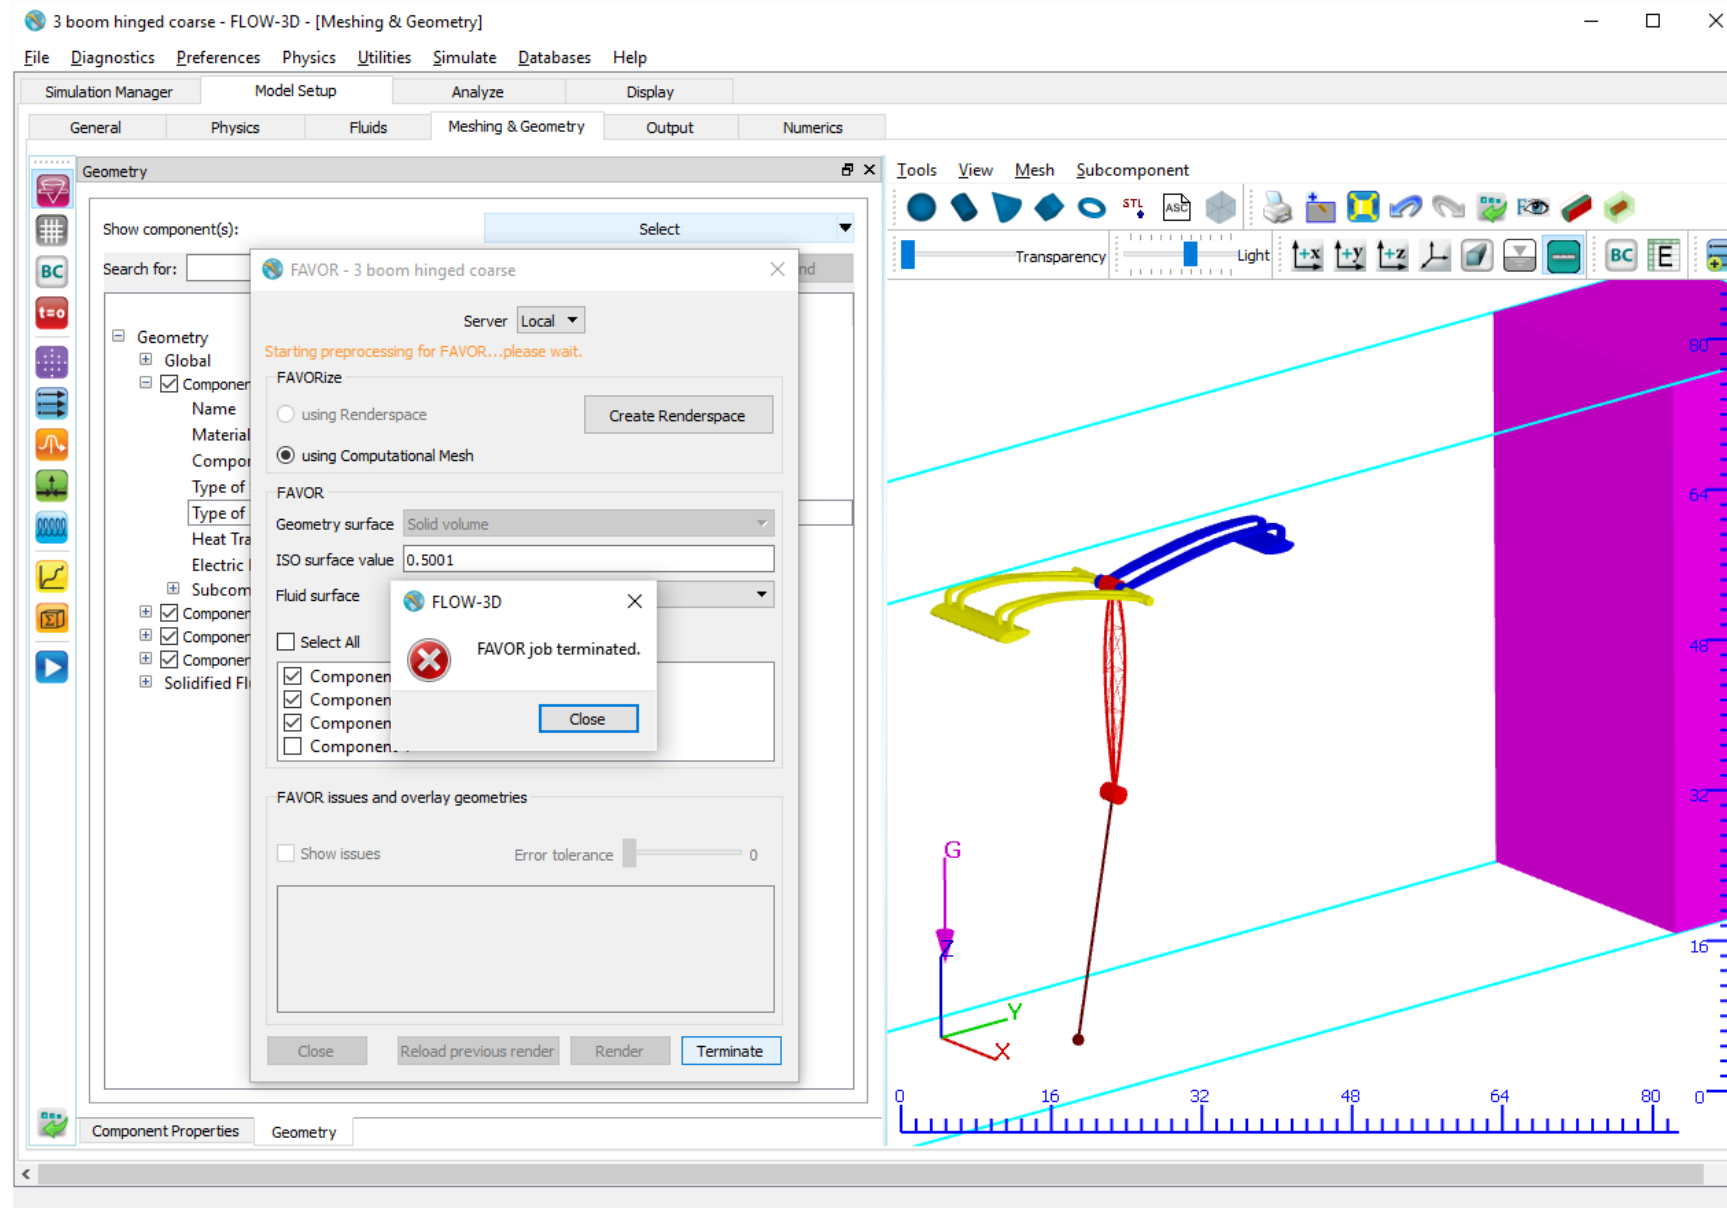 3 boom hinged coarse - FLOW-3D - [Meshing & Geometry]
File Diagnostics Preferences Physics Utilities Simulate Databases Help
Simulation Manager Model Setup Analyze Display
General Physics Fluids Meshing & Geometry Output Numerics
Geometry
Show component(s): Select
Search for:
nd
Geometry
Global
Componen
Name
Material
Compor
Type of
Type of
Heat Tra
Electric
Subcom
Componen
Componen
Componen
Solidified Fl
Component Properties Geometry
FAVOR - 3 boom hinged coarse
Server Local
Starting preprocessing for FAVOR...please wait.
FAVORize
using Renderspace Create Renderspace
using Computational Mesh
FAVOR
Geometry surface Solid volume
ISO surface value 0.5001
Fluid surface
Select All
Componen
Componen
Componen
Componen
FLOW-3D
FAVOR job terminated.
Close
FAVOR issues and overlay geometries
Show issues Error tolerance 0
Close Reload previous render Render Terminate
BC
t=0
Σ
Tools View Mesh Subcomponent
STL ASC
Transparency Light +x +y +z BC E
80
64
48
32
16
0
G
Z
Y
X
0 16 32 48 64 80